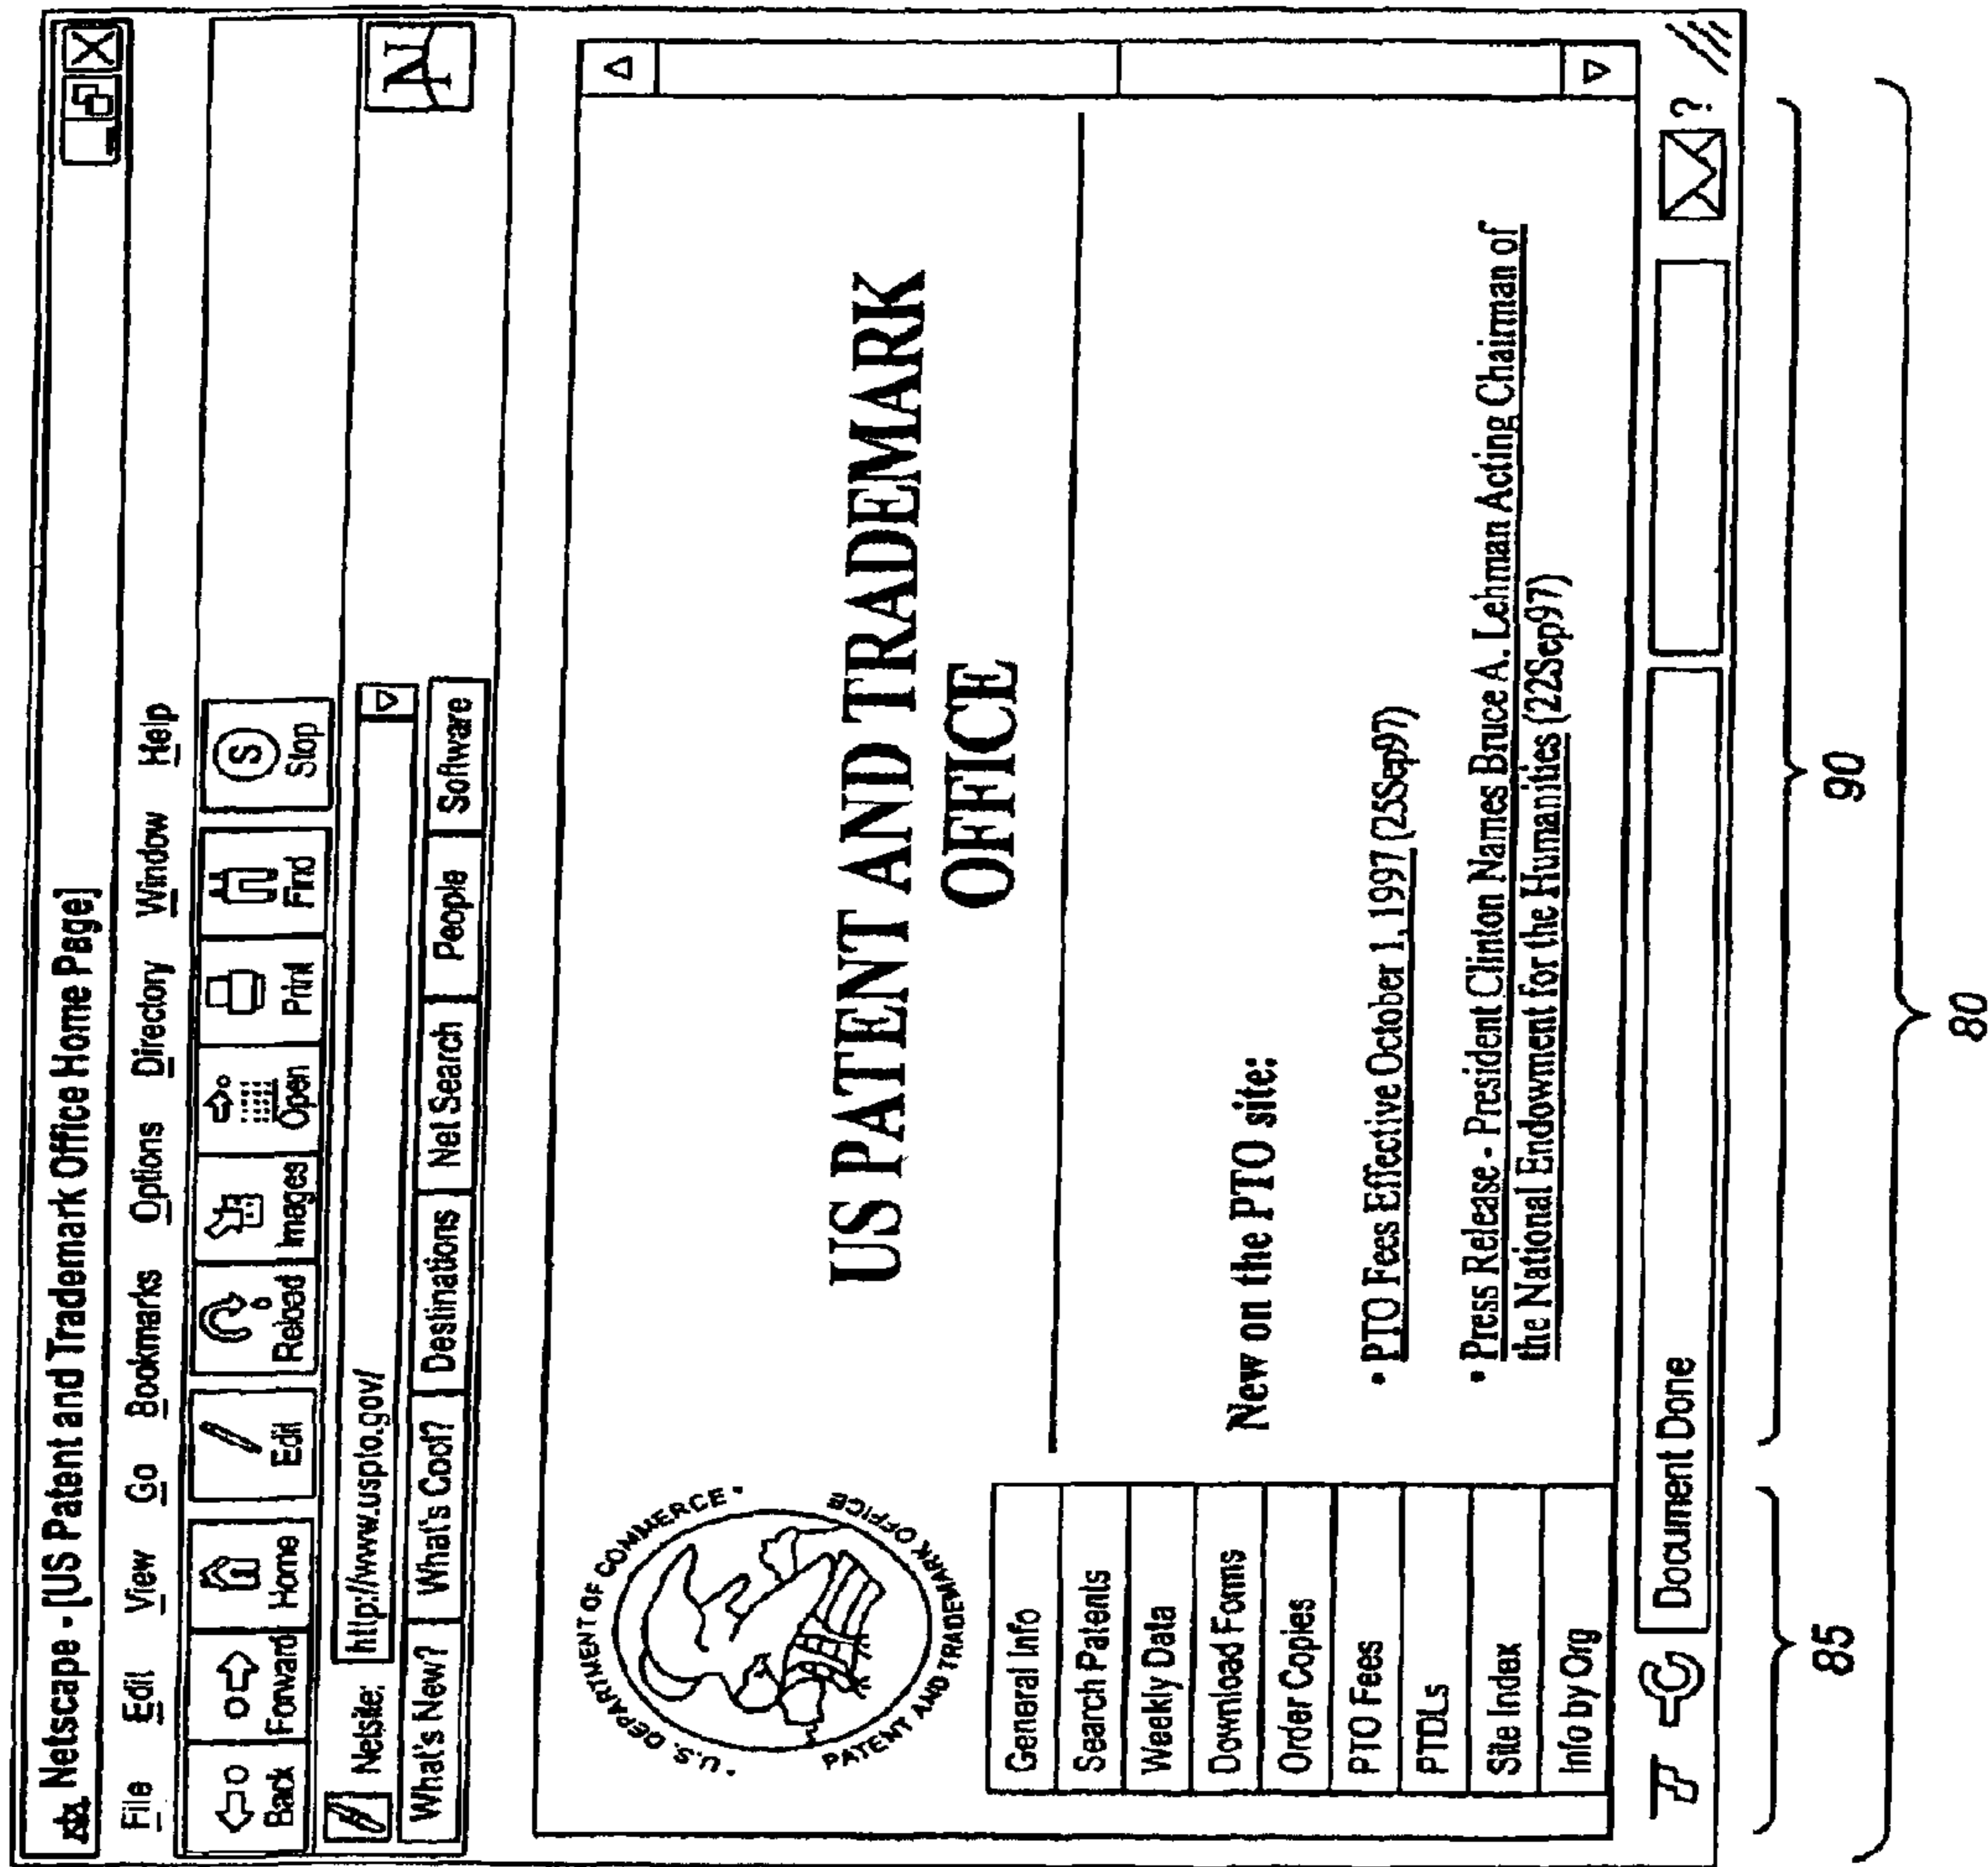 Netscape - [US Patent and Trademark Office Home Page]
File Edit View Go Bookmarks Options Directory Window Help
Back Forward Home Edit Reload Images Open Print Find Stop
Netsite: http://www.uspto.gov/
N
What's New? What's Cool? Destinations Net Search People Software
U.S. DEPARTMENT OF COMMERCE
PATENT AND TRADEMARK OFFICE
US PATENT AND TRADEMARK
OFFICE
General Info
Search Patents
Weekly Data
Download Forms
Order Copies
PTO Fees
PTDLs
Site Index
Info by Org
New on the PTO site:
• PTO Fees Effective October 1, 1997 (25Sep97)
• Press Release - President Clinton Names Bruce A. Lehman Acting Chairman of
the National Endowment for the Humanities (22Sep97)
Document Done
?
85
90
80